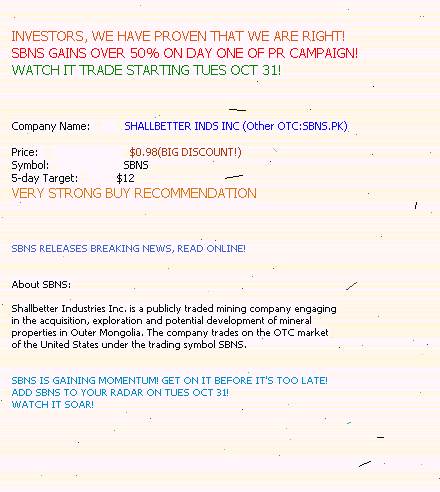 INVESTORS, WE HAVE PROVEN THAT WE ARE RIGHT!
SBNS GAINS OVER 50% ON DAY ONE OF PR CAMPAIGN!
WATCH IT TRADE STARTING TUES OCT 31!
Company Name: SHALLBETTER INDS INC (Other OTC:SBNS.PK)
Price: $0.98(BIG DISCOUNT!)
Symbol: SBNS
5-day Target: $12
VERY STRONG BUY RECOMMENDATION
SBNS RELEASES BREAKING NEWS, READ ONLINE!
About SBNS:
Shallbetter Industries Inc. is a publicly traded mining company engaging
in the acquisition, exploration and potential development of mineral
properties in Outer Mongolia. The company trades on the OTC market
of the United States under the trading symbol SBNS.
SBNS IS GAINING MOMENTUM! GET ON IT BEFORE IT'S TOO LATE!
ADD SBNS TO YOUR RADAR ON TUES OCT 31!
WATCH IT SOAR!